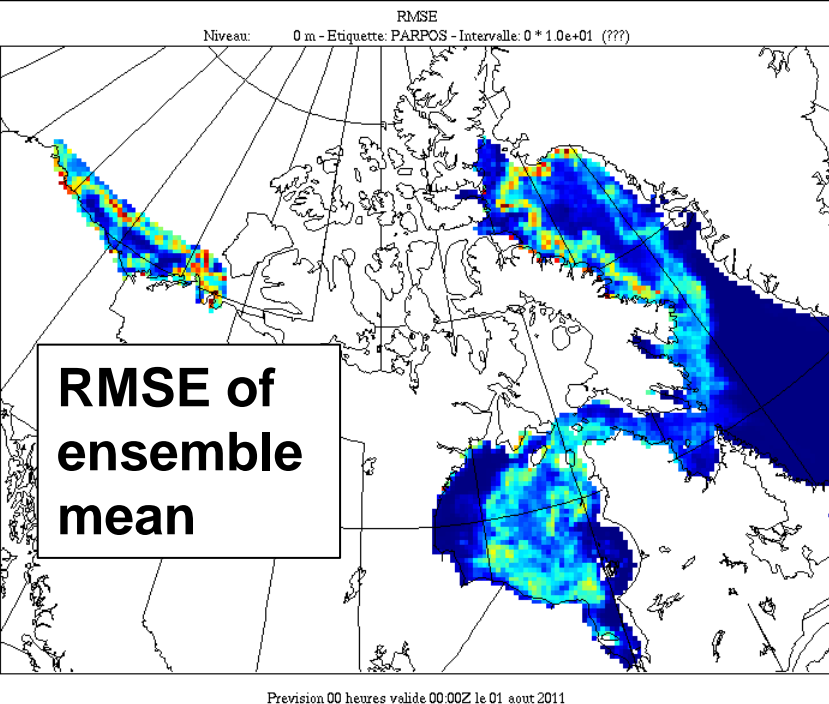 RMSE
Niveau: 0 m - Etiquette: PARPOS - Intervalle: 0 * 1.0e+01 (???)
RMSE of
ensemble
mean
Prevision 00 heures valide 00:00Z le 01 aout 2011